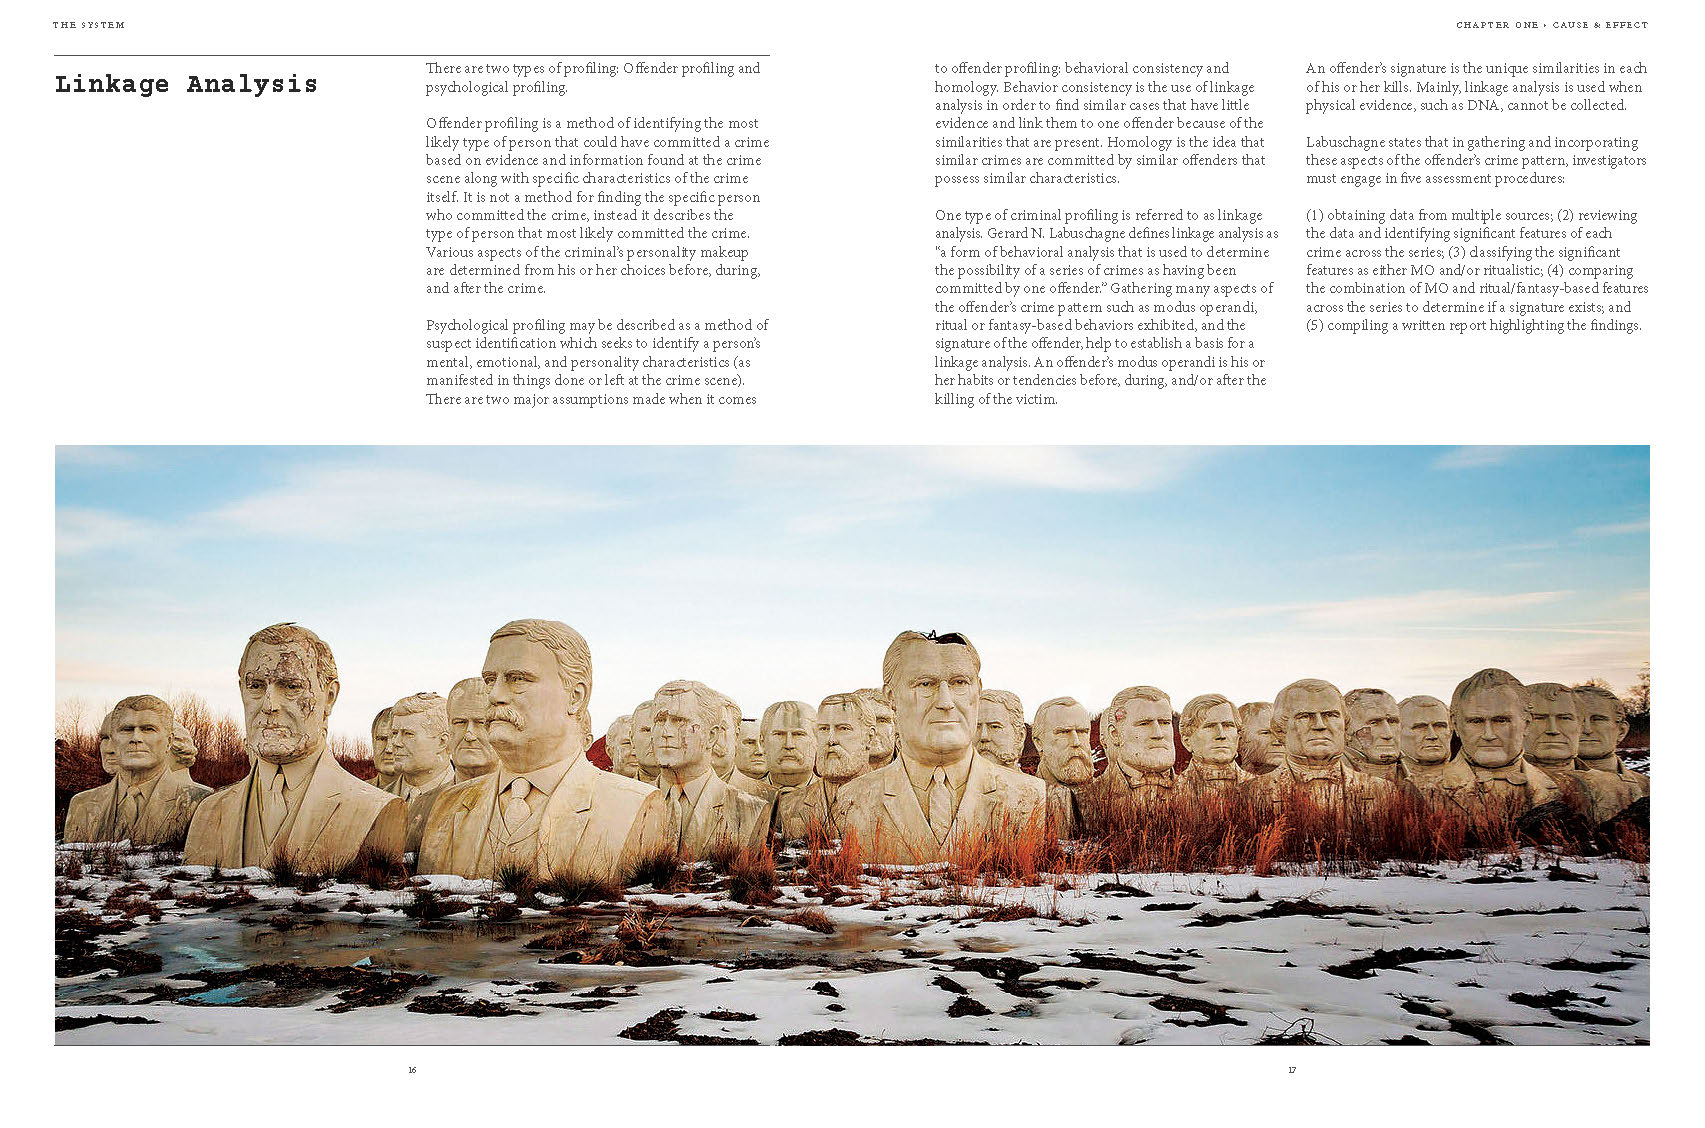 THE SYSTEM
CHAPTER ONE • CAUSE & EFFECT
Linkage Analysis
There are two types of profiling: Offender profiling and
psychological profiling.
Offender profiling is a method of identifying the most
likely type of person that could have committed a crime
based on evidence and information found at the crime
scene along with specific characteristics of the crime
itself. It is not a method for finding the specific person
who committed the crime, instead it describes the
type of person that most likely committed the crime.
Various aspects of the criminal's personality makeup
are determined from his or her choices before, during,
and after the crime.
Psychological profiling may be described as a method of
suspect identification which seeks to identify a person's
mental, emotional, and personality characteristics (as
manifested in things done or left at the crime scene).
There are two major assumptions made when it comes
to offender profiling: behavioral consistency and
homology. Behavior consistency is the use of linkage
analysis in order to find similar cases that have little
evidence and link them to one offender because of the
similarities that are present. Homology is the idea that
similar crimes are committed by similar offenders that
possess similar characteristics.
One type of criminal profiling is referred to as linkage
analysis. Gerard N. Labuschagne defines linkage analysis as
"a form of behavioral analysis that is used to determine
the possibility of a series of crimes as having been
committed by one offender." Gathering many aspects of
the offender's crime pattern such as modus operandi,
ritual or fantasy-based behaviors exhibited, and the
signature of the offender, help to establish a basis for a
linkage analysis. An offender's modus operandi is his or
her habits or tendencies before, during, and/or after the
killing of the victim.
An offender's signature is the unique similarities in each
of his or her kills. Mainly, linkage analysis is used when
physical evidence, such as DNA, cannot be collected.
Labuschagne states that in gathering and incorporating
these aspects of the offender's crime pattern, investigators
must engage in five assessment procedures:
(1) obtaining data from multiple sources; (2) reviewing
the data and identifying significant features of each
crime across the series; (3) classifying the significant
features as either MO and/or ritualistic; (4) comparing
the combination of MO and ritual/fantasy-based features
across the series to determine if a signature exists; and
(5) compiling a written report highlighting the findings.
16
17